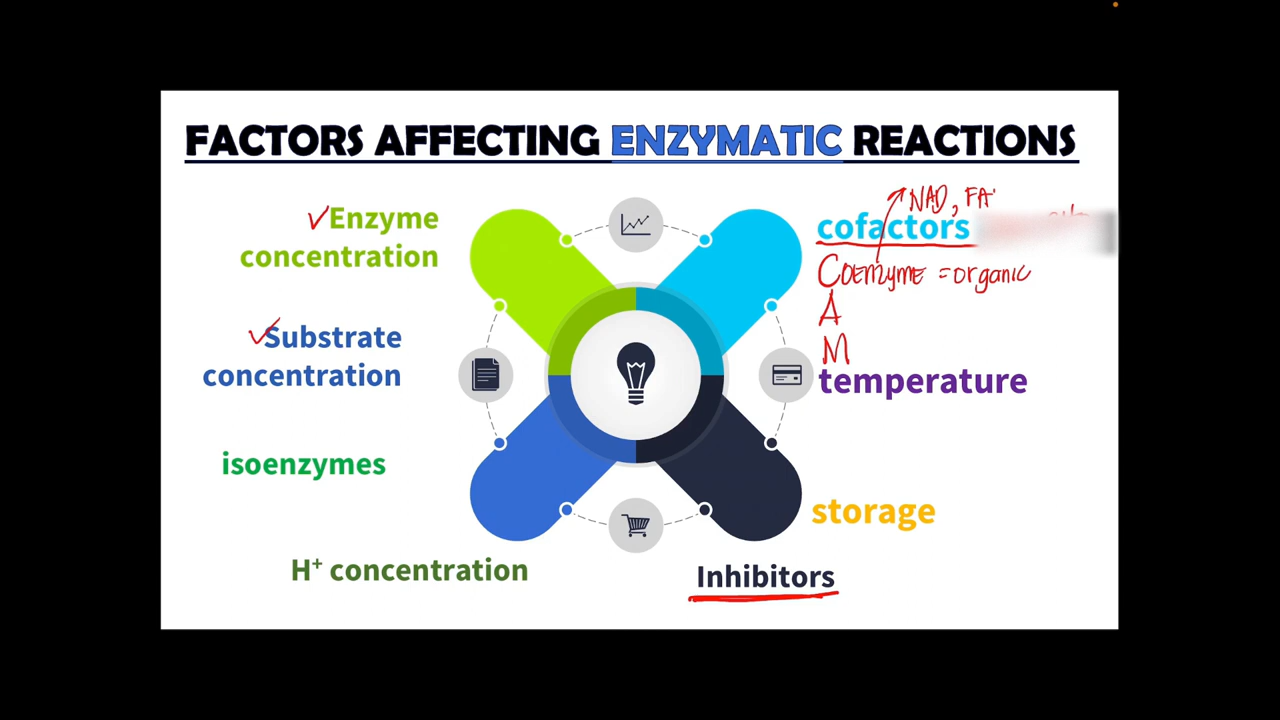 FACTORS AFFECTING ENZYMATIC REACTIONS
NAD, FA
Enzyme
concentration
cofactors
Coenzyme = organic
A
M
Substrate
concentration
temperature
isoenzymes
storage
H⁺ concentration
Inhibitors